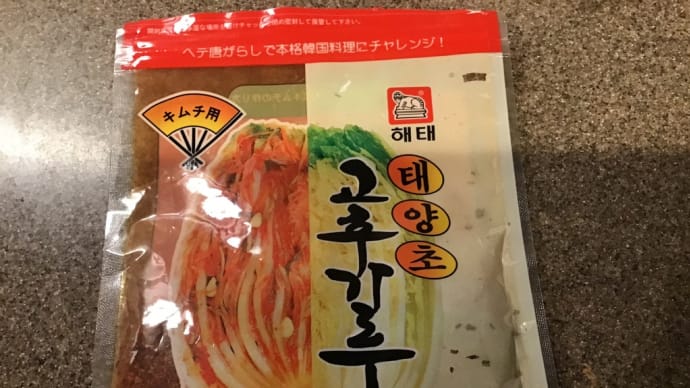 ヘテ唐がらしで本格韓国料理にチャレンジ！
キムチ用
해태
태양초
고추가루